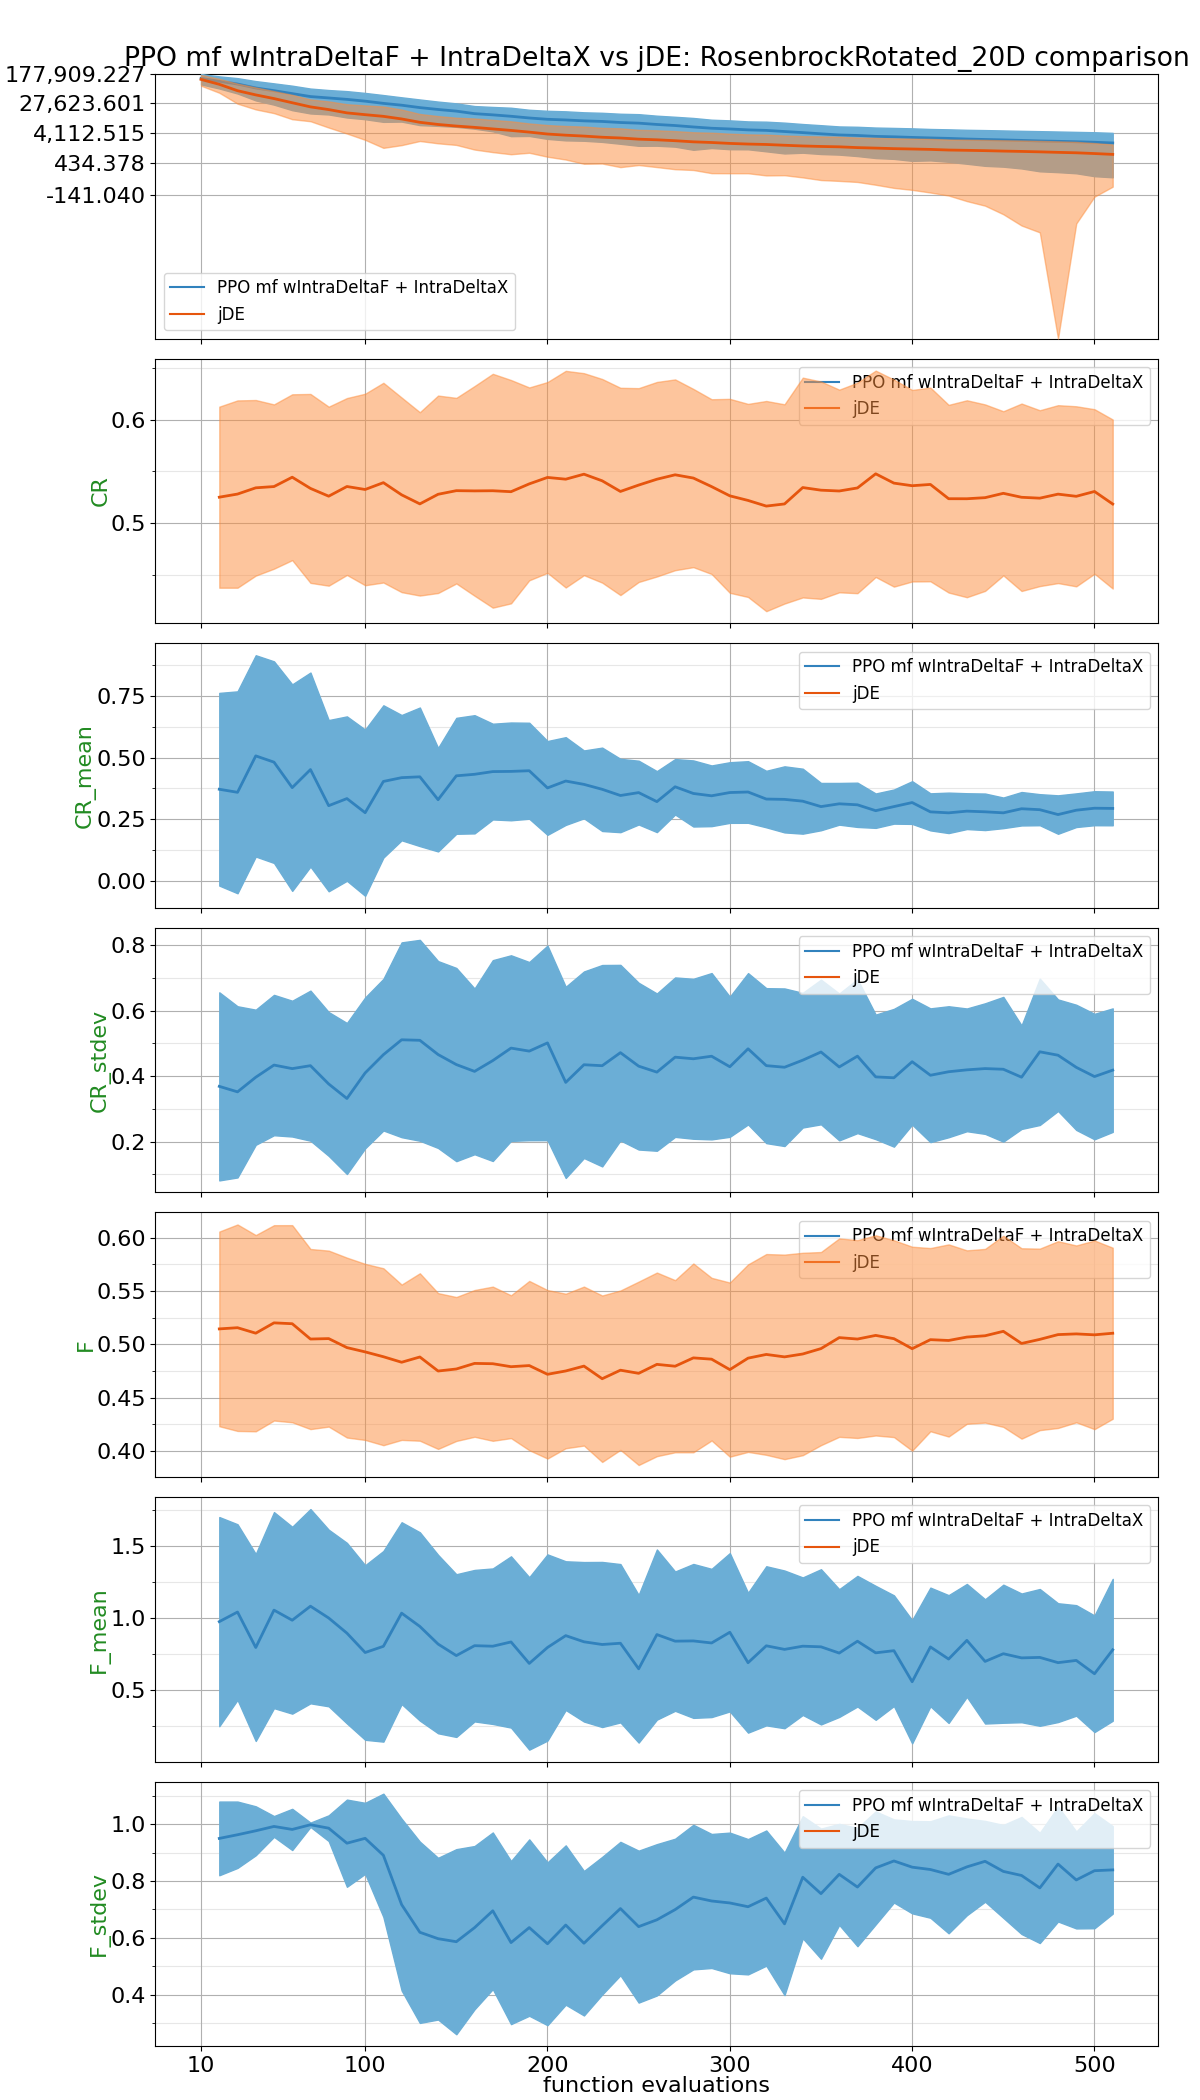 PPO mf wIntraDeltaF + IntraDeltaX vs jDE: RosenbrockRotated_20D comparison
177,909.227
27,623.601
4,112.515
434.378
-141.040
PPO mf wIntraDeltaF + IntraDeltaX
jDE
CR
0.6
0.5
PPO mf wIntraDeltaF + IntraDeltaX
jDE
CR_mean
0.75
0.50
0.25
0.00
PPO mf wIntraDeltaF + IntraDeltaX
jDE
CR_stdev
0.8
0.6
0.4
0.2
PPO mf wIntraDeltaF + IntraDeltaX
jDE
F
0.60
0.55
0.50
0.45
0.40
PPO mf wIntraDeltaF + IntraDeltaX
jDE
F_mean
1.5
1.0
0.5
PPO mf wIntraDeltaF + IntraDeltaX
jDE
F_stdev
1.0
0.8
0.6
0.4
PPO mf wIntraDeltaF + IntraDeltaX
jDE
10 100 200 300 400 500
function evaluations